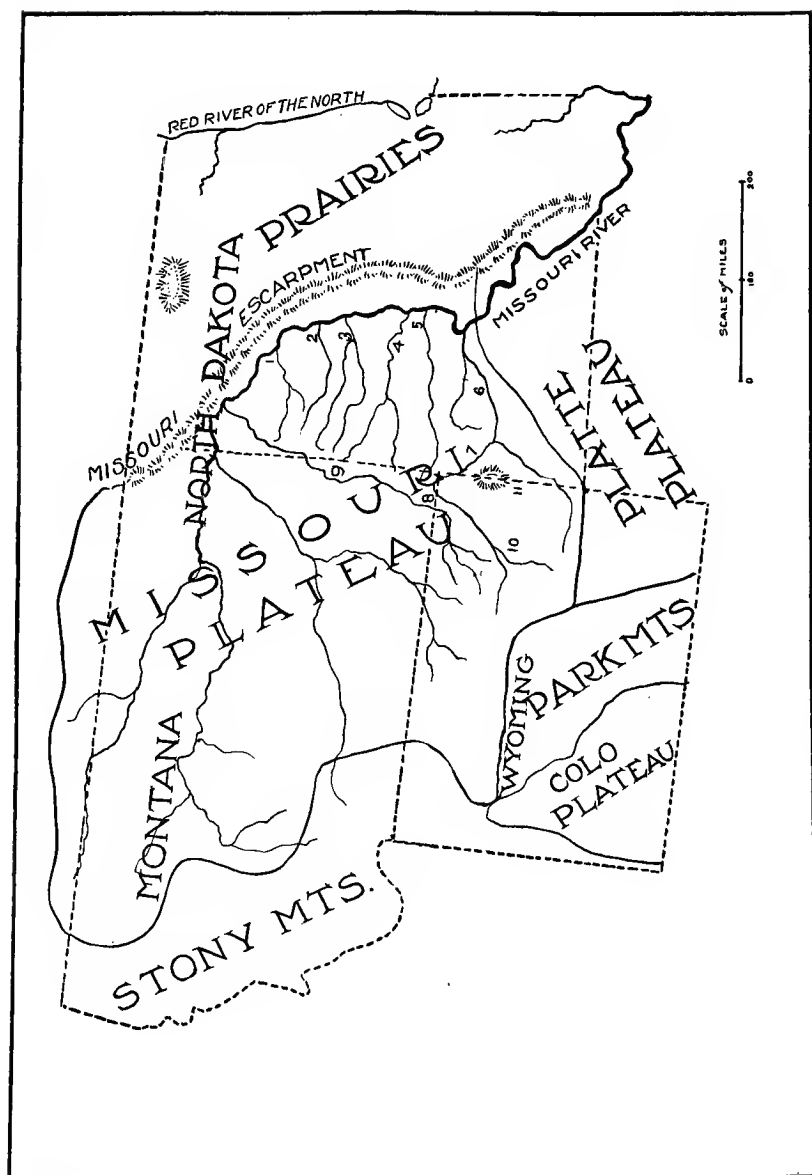 RED RIVER OF THE NORTH
PRAIRIES
NORTH DAKOTA
ESCARPMENT
MISSOURI
MISSOURI RIVER
MISSOURI
PLATEAU
MONTANA
STONY MTS.
WYOMING
PARK MTS
COLO
PLATEAU
PLATTE
PLATEAU
1
2
3
4
5
6
7
8
9
10
11
SCALE of MILES
0 100 200